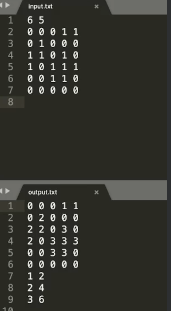 input.txt
1 6 5
2 0 0 0 1 1
3 0 1 0 0 0
4 1 1 0 1 0
5 1 0 1 1 1
6 0 0 1 1 0
7 0 0 0 0 0
8
output.txt
1 0 0 0 1 1
2 0 2 0 0 0
3 2 2 0 3 0
4 2 0 3 3 3
5 0 0 3 3 0
6 0 0 0 0 0
7 1 2
8 2 4
9 3 6
10